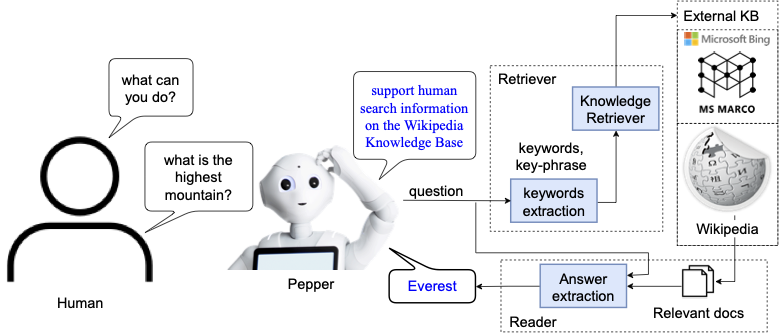 External KB
Microsoft Bing
MS MARCO
Wikipedia
what can
you do?
what is the
highest
mountain?
Human
support human
search information
on the Wikipedia
Knowledge Base
Pepper
question
Retriever
Knowledge
Retriever
keywords,
key-phrase
keywords
extraction
Everest
Answer
extraction
Relevant docs
Reader